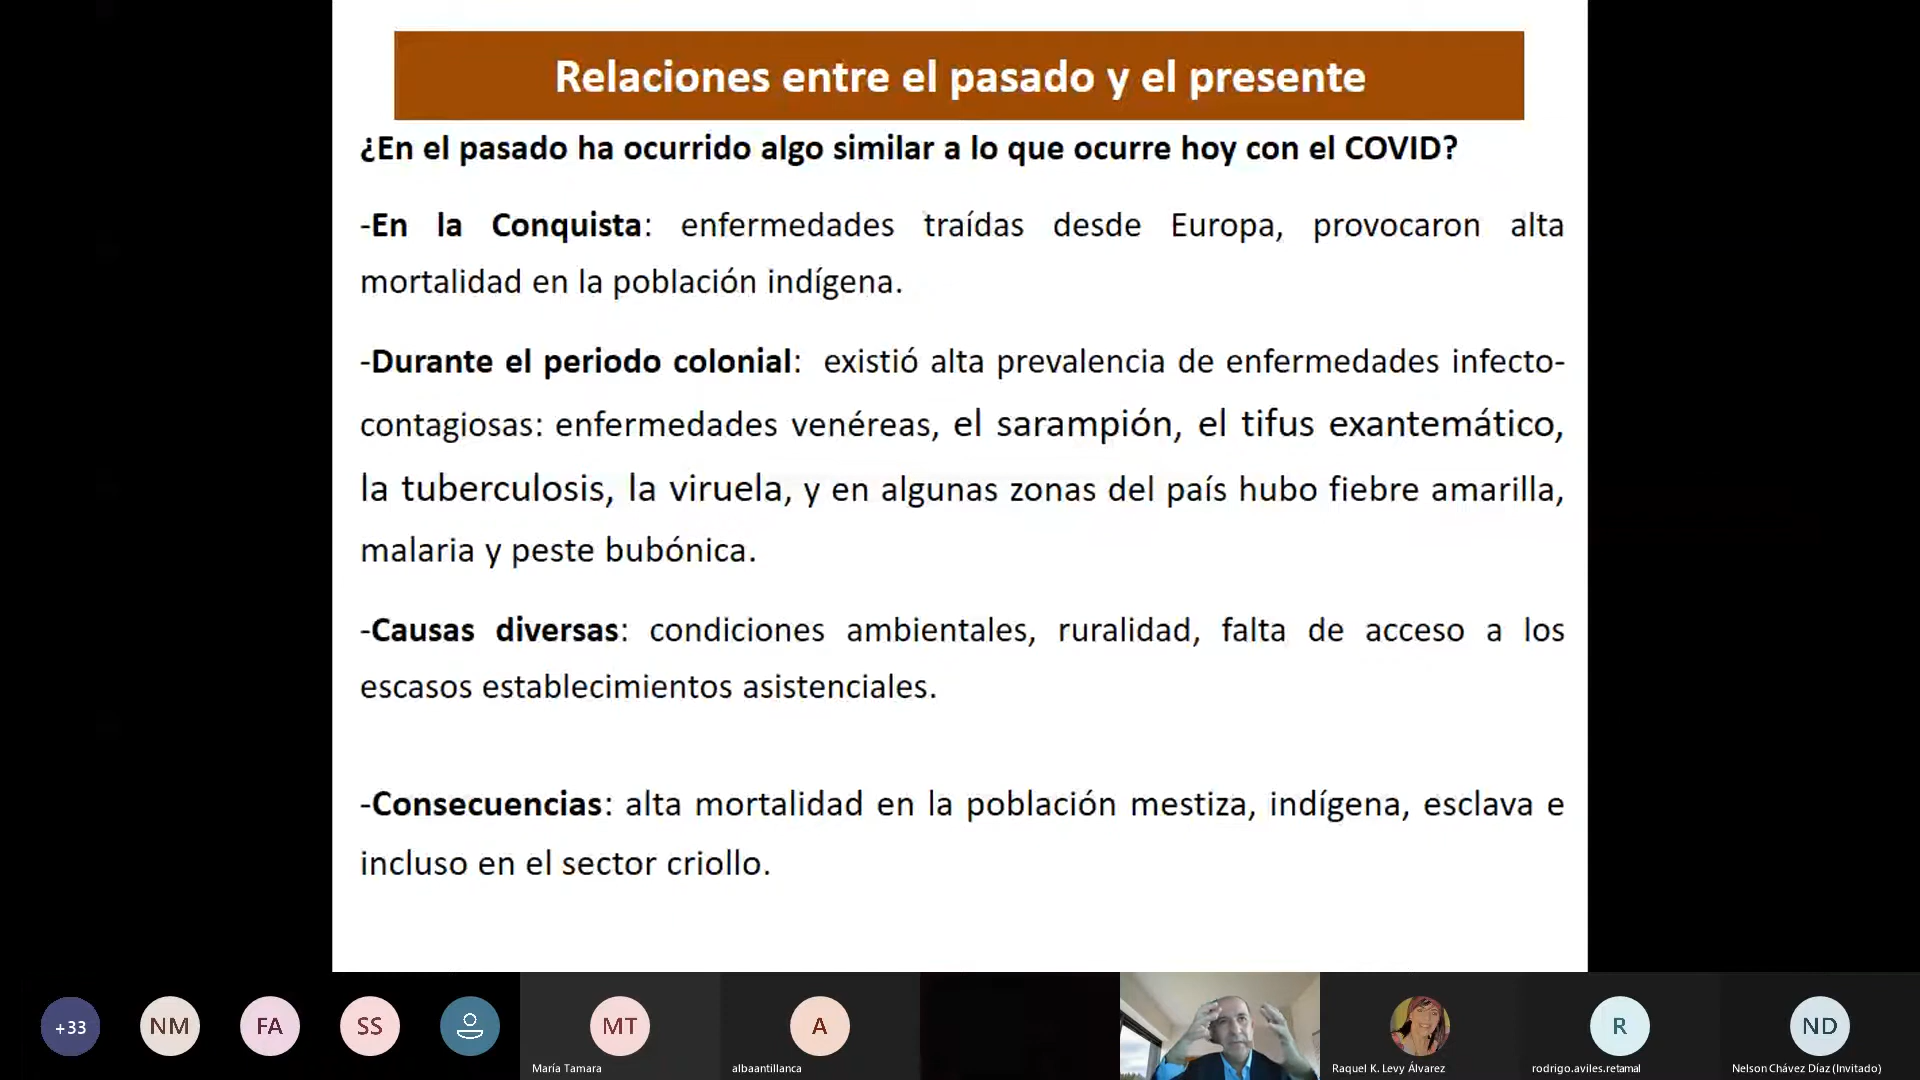 Relaciones entre el pasado y el presente
¿En el pasado ha ocurrido algo similar a lo que ocurre hoy con el COVID?
-En la Conquista: enfermedades traídas desde Europa, provocaron alta
mortalidad en la población indígena.
-Durante el periodo colonial: existió alta prevalencia de enfermedades infecto-
contagiosas: enfermedades venéreas, el sarampión, el tifus exantemático,
la tuberculosis, la viruela, y en algunas zonas del país hubo fiebre amarilla,
malaria y peste bubónica.
-Causas diversas: condiciones ambientales, ruralidad, falta de acceso a los
escasos establecimientos asistenciales.
-Consecuencias: alta mortalidad en la población mestiza, indígena, esclava e
incluso en el sector criollo.
+33
NM
FA
SS
MT
A
R
ND
María Tamara
albaantillanca
Raquel K. Levy Álvarez
rodrigo.aviles.retamal
Nelson Chávez Díaz (Invitado)